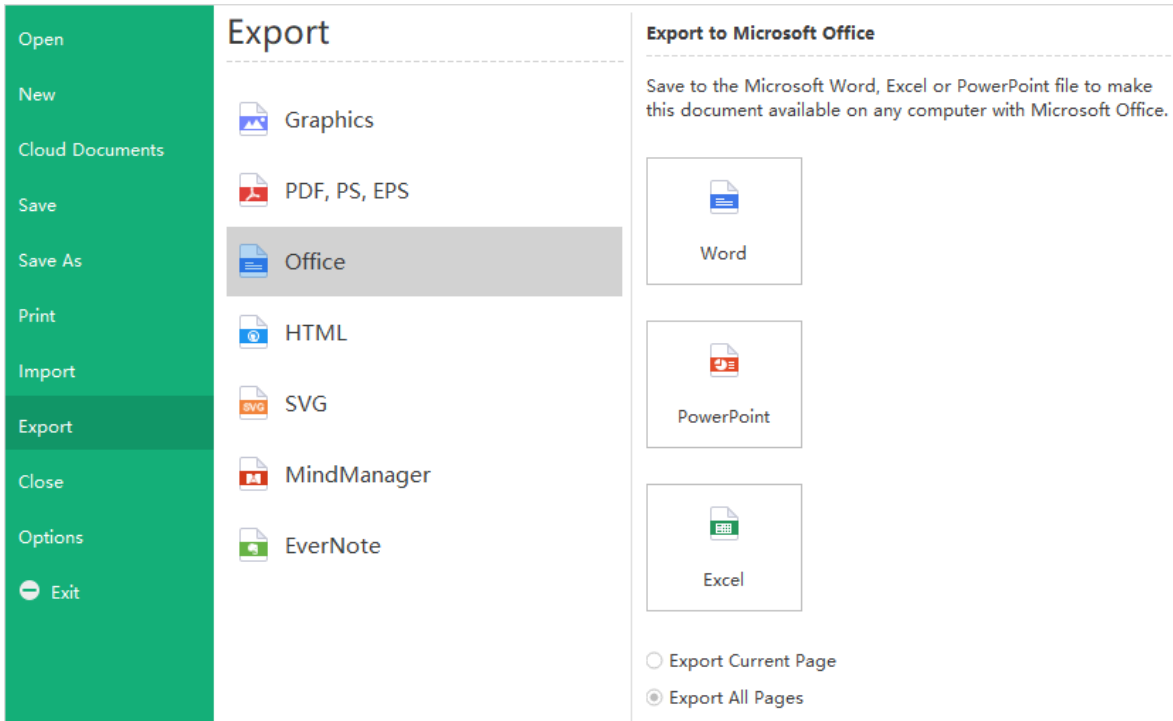 Open
New
Cloud Documents
Save
Save As
Print
Import
Export
Close
Options
Exit
Export
Graphics
PDF, PS, EPS
Office
HTML
SVG
SVG
MindManager
EverNote
Export to Microsoft Office
Save to the Microsoft Word, Excel or PowerPoint file to make
this document available on any computer with Microsoft Office.
Word
PowerPoint
Excel
Export Current Page
Export All Pages